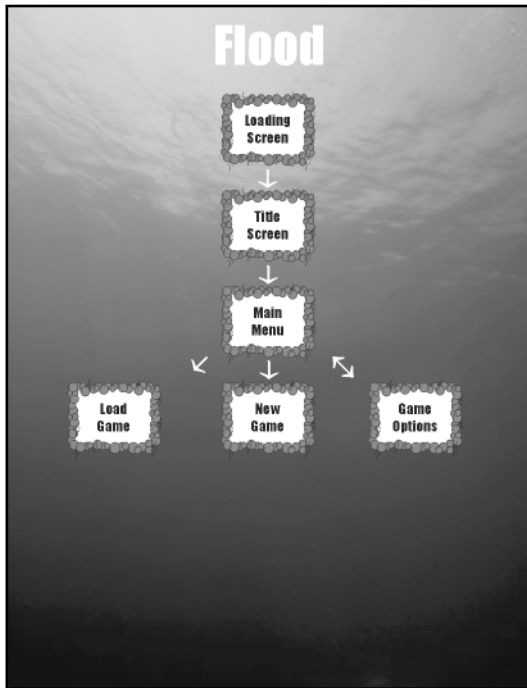 Flood
Loading
Screen
Title
Screen
Main
Menu
Load
Game
New
Game
Game
Options